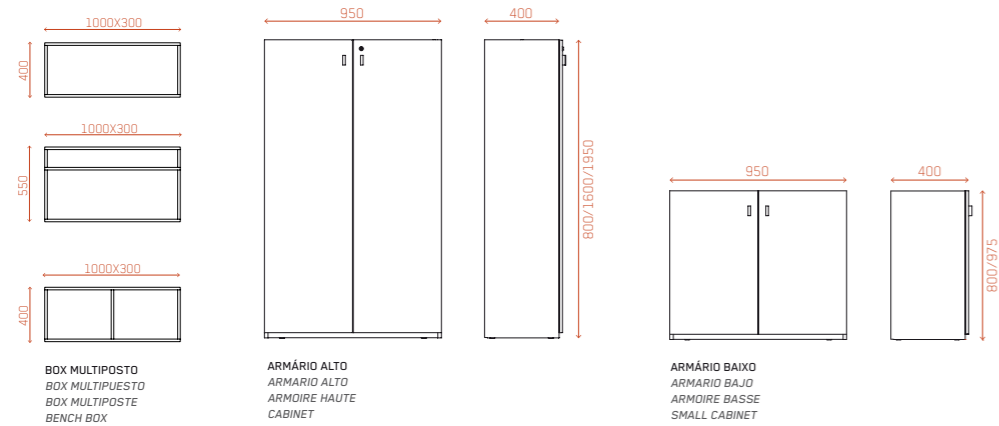 1000X300
400
1000X300
550
1000X300
400
BOX MULTIPOSTO
BOX MULTIPUESTO
BOX MULTIPOSTE
BENCH BOX
950
400
800/1600/1950
ARMÁRIO ALTO
ARMARIO ALTO
ARMOIRE HAUTE
CABINET
950
400
800/975
ARMÁRIO BAIXO
ARMARIO BAJO
ARMOIRE BASSE
SMALL CABINET